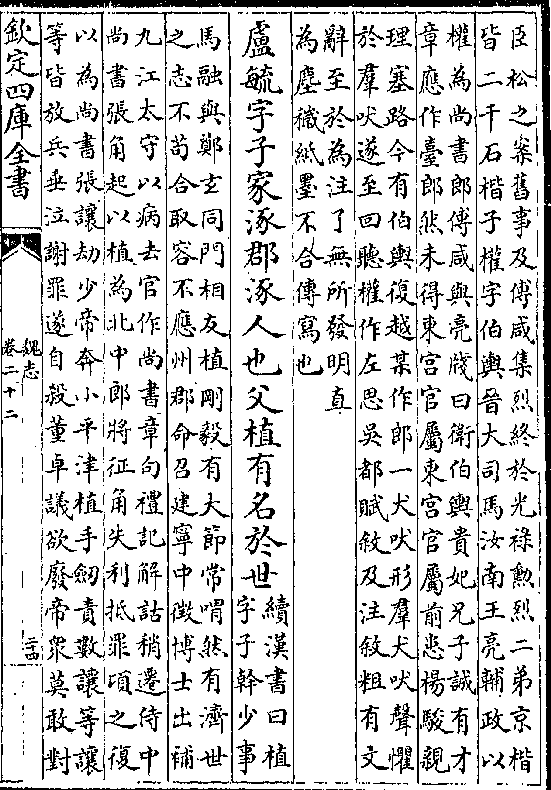 臣松之案舊事及傅咸集烈終於光祿勲烈二弟京楷
皆二千石楷子權字伯輿晉大司馬汝南王亮輔政以
權為尚書郎傅咸與亮牋曰衛伯輿貴妃兄子誠有才
章應作臺郎然未得東宫官屬東宫官屬前患楊駿親
理塞路今有伯輿復越某作郎一犬吠形羣犬吠聲懼
於羣吠遂至回聽權作左思吳都賦敘及注敘粗有文
辭至於為注了無所發明直
為塵穢紙墨不合傳寫也
盧毓字子家涿郡涿人也父植有名於世
續漢書曰植
字子幹少事
馬融與鄭玄同門相友植剛毅有大節常喟然有濟世
之志不苟合取容不應州郡命召建寧中徵博士出補
九江太守以病去官作尚書章句禮記解詁稍遷侍中
尚書張角起以植為北中郎將征角失利抵罪頃之復
以為尚書張讓劫少帝奔小平津植手劒責數讓等讓
等皆放兵垂泣謝罪遂自殺董卓議欲廢帝衆莫敢對
欽定四庫全書
魏志
卷二十二
二十四